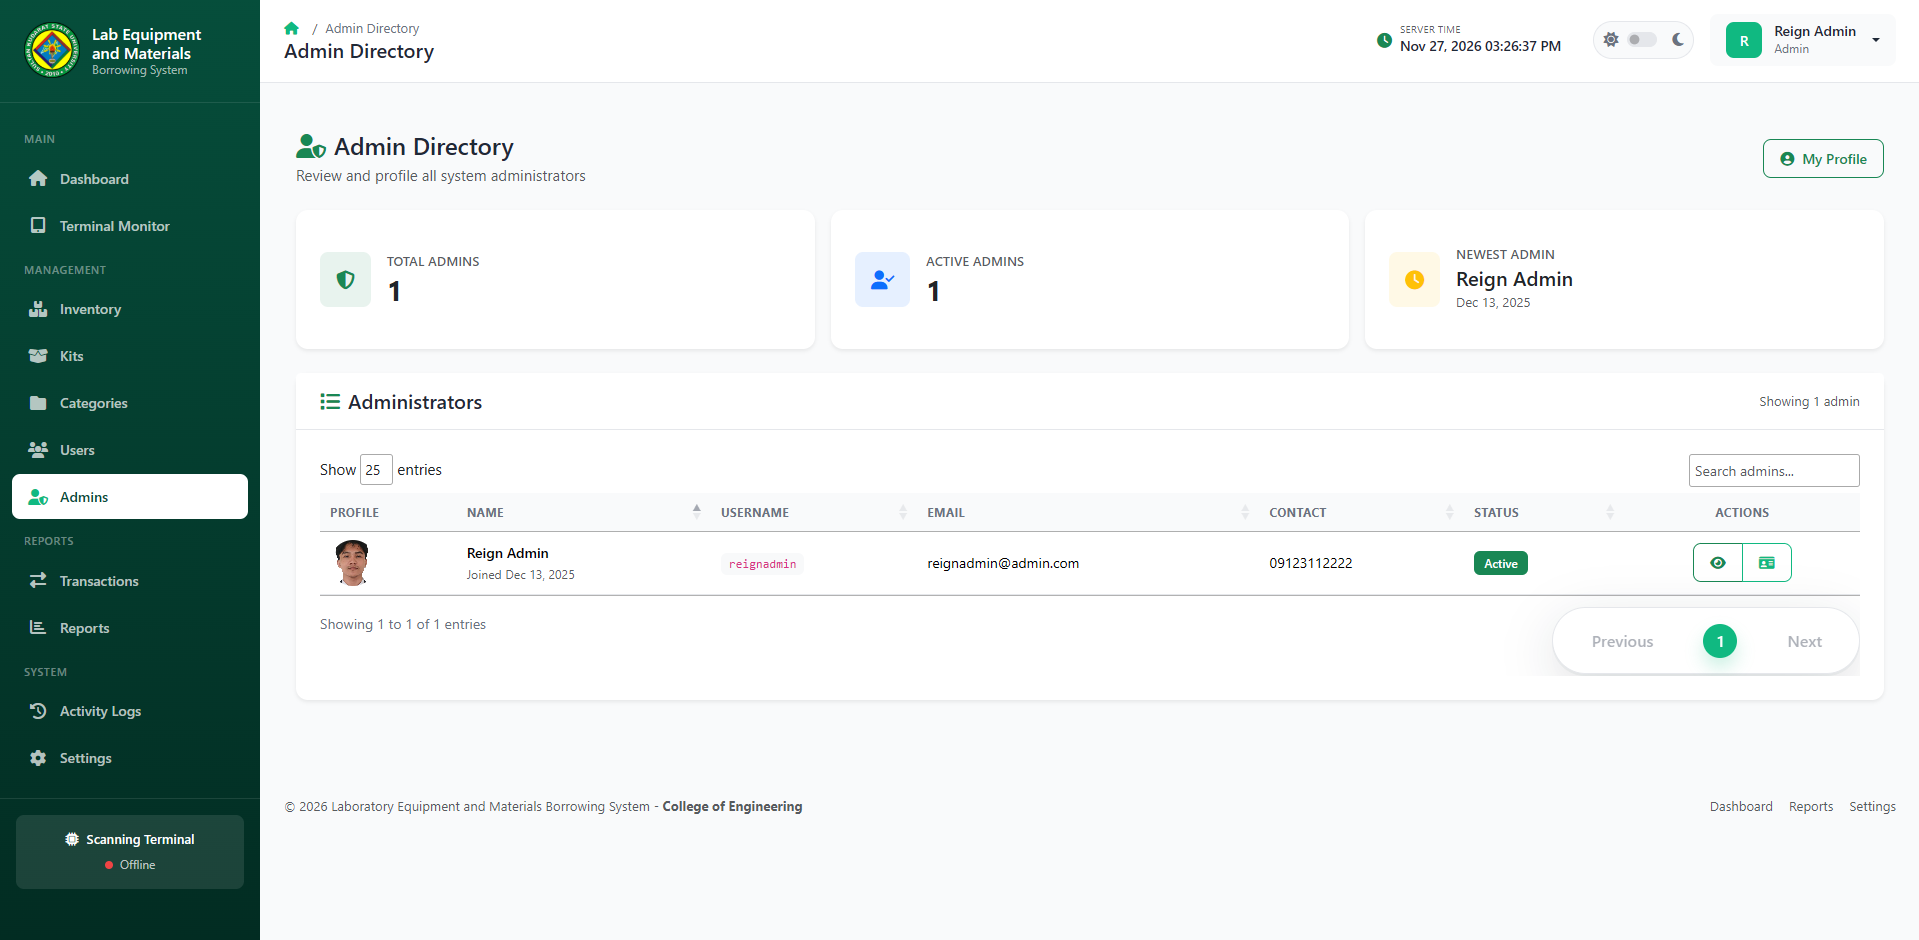 Lab Equipment
and Materials
Borrowing System
MAIN
Dashboard
Terminal Monitor
MANAGEMENT
Inventory
Kits
Categories
Users
Admins
REPORTS
Transactions
Reports
SYSTEM
Activity Logs
Settings
Scanning Terminal
Offline
/ Admin Directory
Admin Directory
SERVER TIME
Nov 27, 2026 03:26:37 PM
R
Reign Admin
Admin
Admin Directory
Review and profile all system administrators
My Profile
TOTAL ADMINS
1
ACTIVE ADMINS
1
NEWEST ADMIN
Reign Admin
Dec 13, 2025
Administrators
Showing 1 admin
Show 25 entries
Search admins...
PROFILE NAME USERNAME EMAIL CONTACT STATUS ACTIONS
Reign Admin
Joined Dec 13, 2025
reignadmin
reignadmin@admin.com
09123112222
Active
Showing 1 to 1 of 1 entries
Previous 1 Next
© 2026 Laboratory Equipment and Materials Borrowing System - College of Engineering
Dashboard Reports Settings